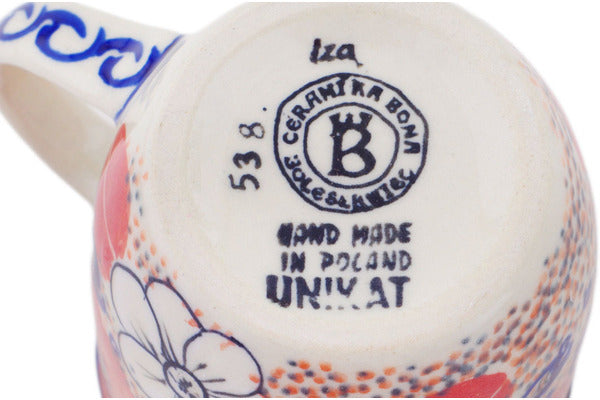 Iza
CERAMIKA BONA
B
BOLESŁAWIEC
538.
HAND MADE
IN POLAND
UNIKAT